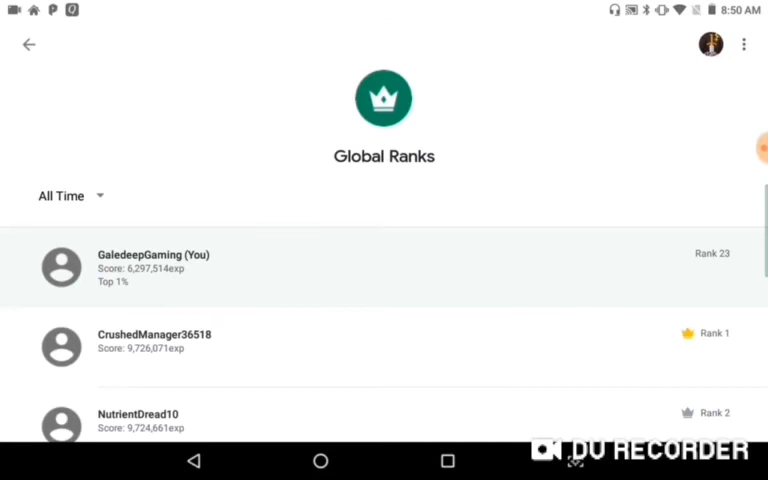 8:50 AM
Global Ranks
All Time
GaledeepGaming (You)
Rank 23
Score: 6,297,514exp
Top 1%
CrushedManager36518
Rank 1
Score: 9,726,071exp
NutrientDread10
Rank 2
Score: 9,724,661exp
DU RECORDER